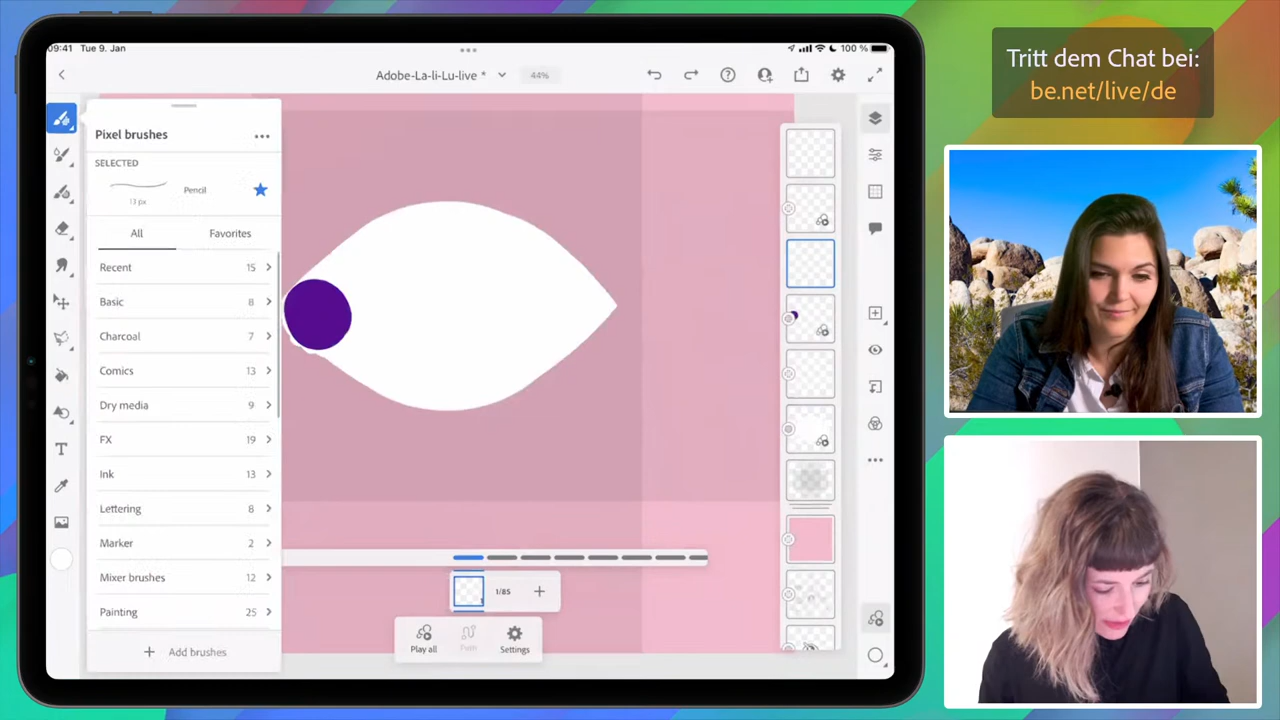 09:41 Tue 9. Jan
100 %
Adobe-La-li-Lu-live *
44%
Pixel brushes
SELECTED
Pencil
13 px
All
Favorites
Recent 15
Basic 8
Charcoal 7
Comics 13
Dry media 9
FX 19
Ink 13
Lettering 8
Marker 2
Mixer brushes 12
Painting 25
Add brushes
1/85
Play all
Path
Settings
Tritt dem Chat bei:
be.net/live/de